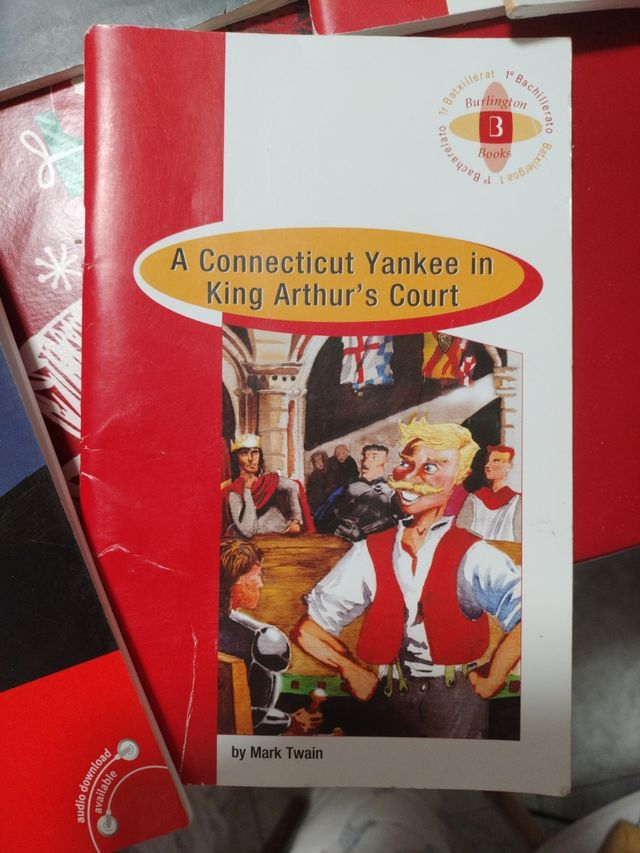 1r Batxillerat 1º Bachillerato Batxilergoa 1 1º Bacharelato
Burlington
B
Books
A Connecticut Yankee in
King Arthur's Court
by Mark Twain
audio download
available